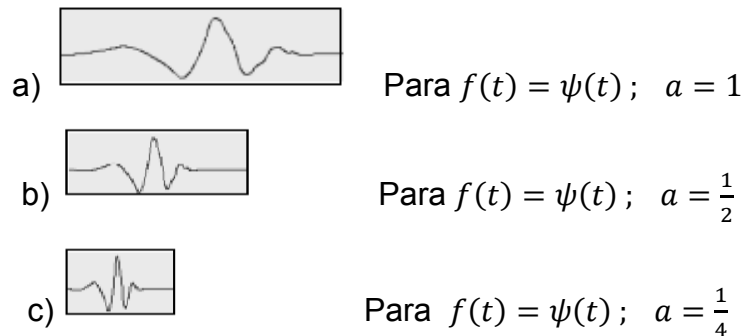 a) Para f(t) = ψ(t) ; a = 1
b) Para f(t) = ψ(t) ; a = 1/2
c) Para f(t) = ψ(t) ; a = 1/4